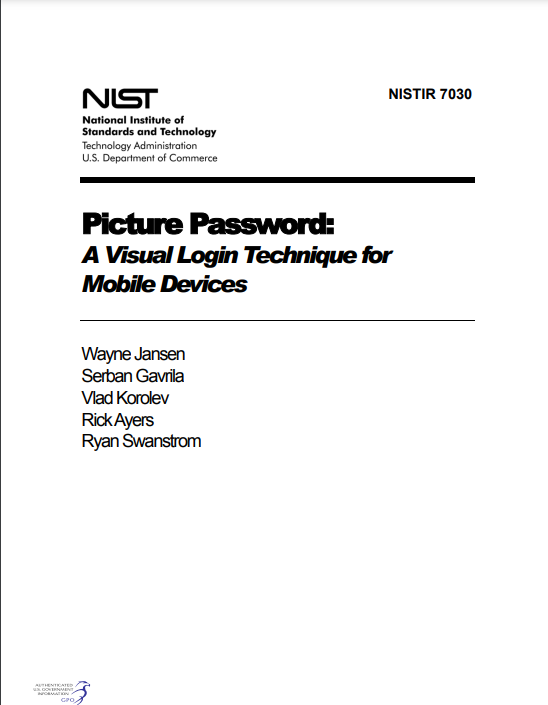 NIST
NISTIR 7030
National Institute of
Standards and Technology
Technology Administration
U.S. Department of Commerce
Picture Password:
A Visual Login Technique for
Mobile Devices
Wayne Jansen
Serban Gavrila
Vlad Korolev
Rick Ayers
Ryan Swanstrom
AUTHENTICATED
U.S. GOVERNMENT
INFORMATION
GPO